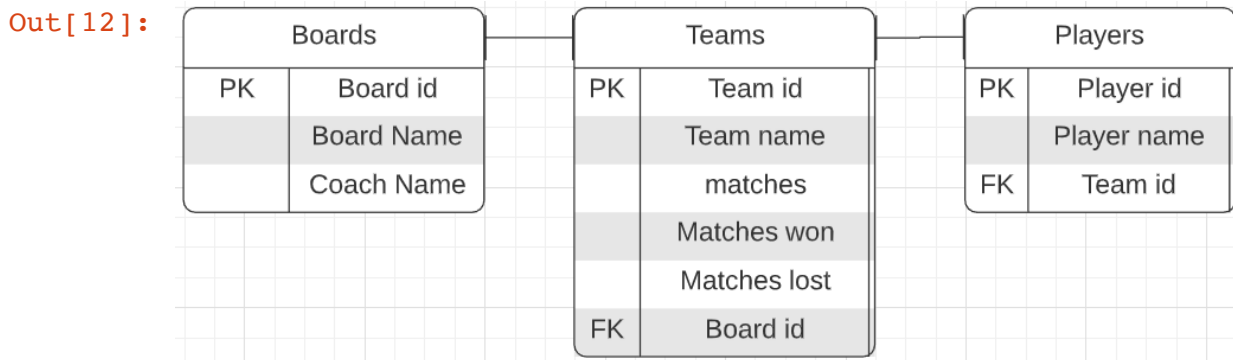 Out[12]:
Boards
PK Board id
Board Name
Coach Name
Teams
PK Team id
Team name
matches
Matches won
Matches lost
FK Board id
Players
PK Player id
Player name
FK Team id